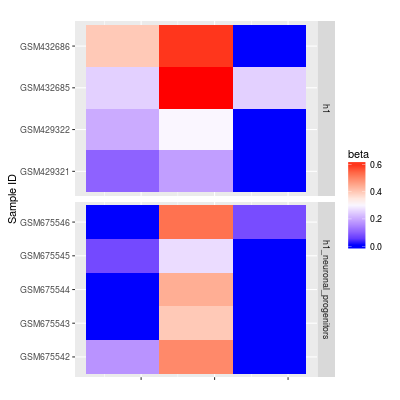 Sample ID
GSM432686
GSM432685
GSM429322
GSM429321
h1
GSM675546
GSM675545
GSM675544
GSM675543
GSM675542
h1_neuronal_progenitors
beta
0.6
0.4
0.2
0.0